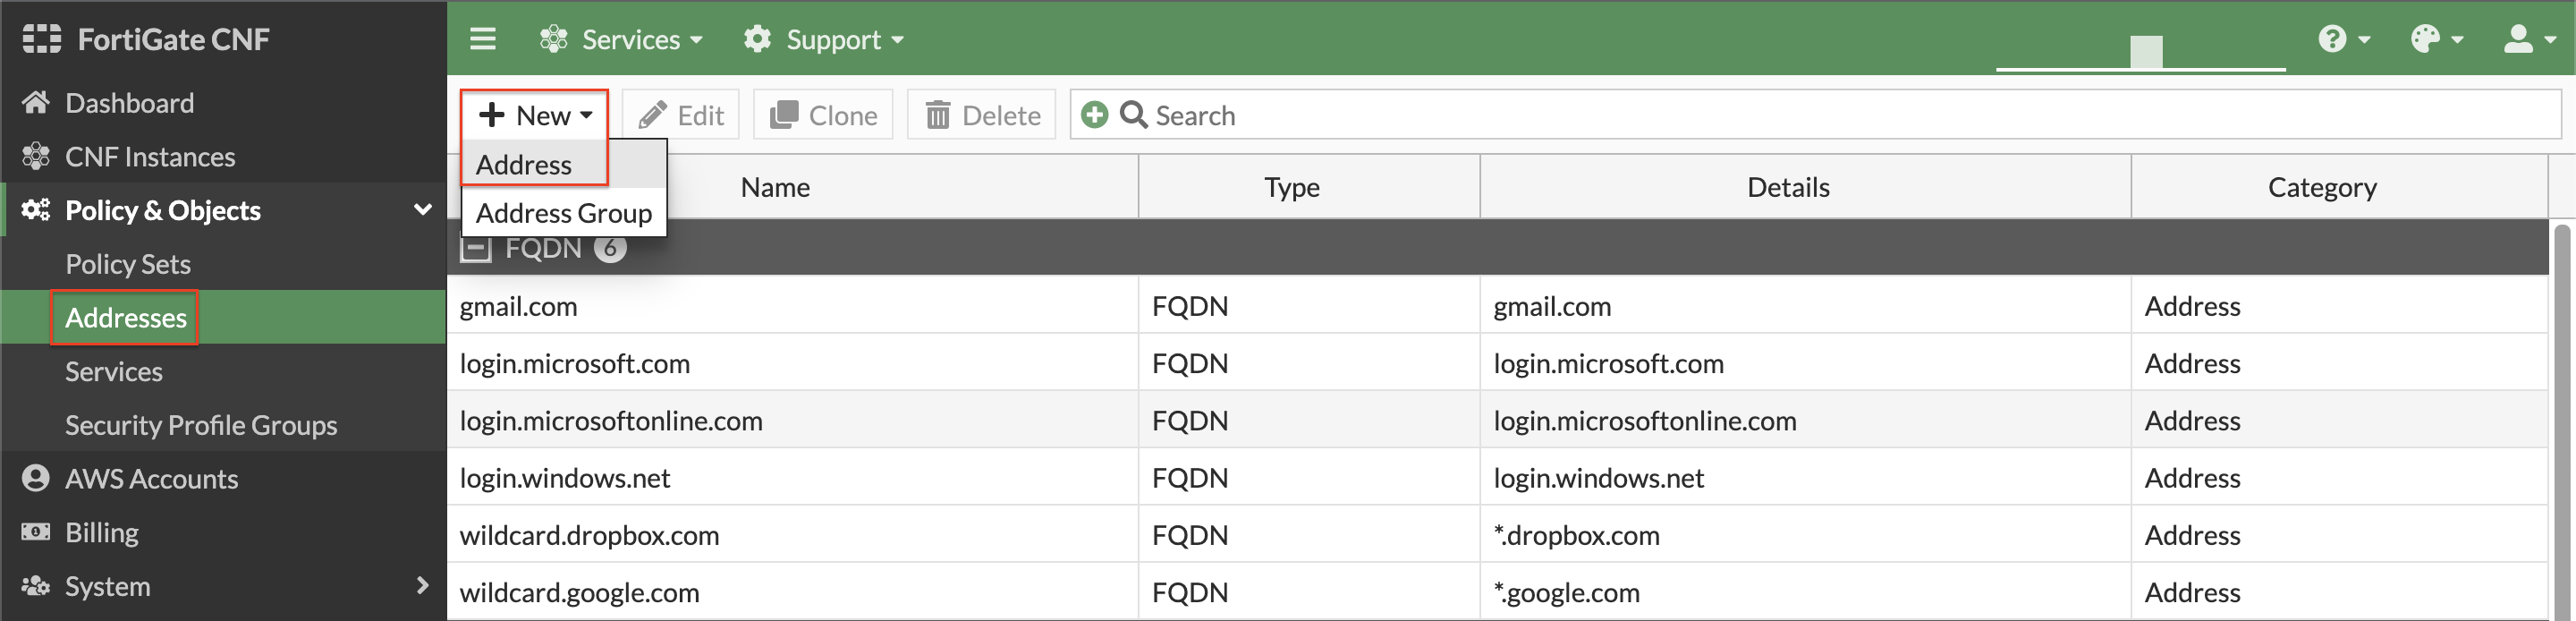 FortiGate CNF
Services
Support
Dashboard
CNF Instances
Policy & Objects
Policy Sets
Addresses
Services
Security Profile Groups
AWS Accounts
Billing
System
New
Edit
Clone
Delete
Search
Address
Address Group
Name Type Details Category
FQDN 6
gmail.com FQDN gmail.com Address
login.microsoft.com FQDN login.microsoft.com Address
login.microsoftonline.com FQDN login.microsoftonline.com Address
login.windows.net FQDN login.windows.net Address
wildcard.dropbox.com FQDN *.dropbox.com Address
wildcard.google.com FQDN *.google.com Address